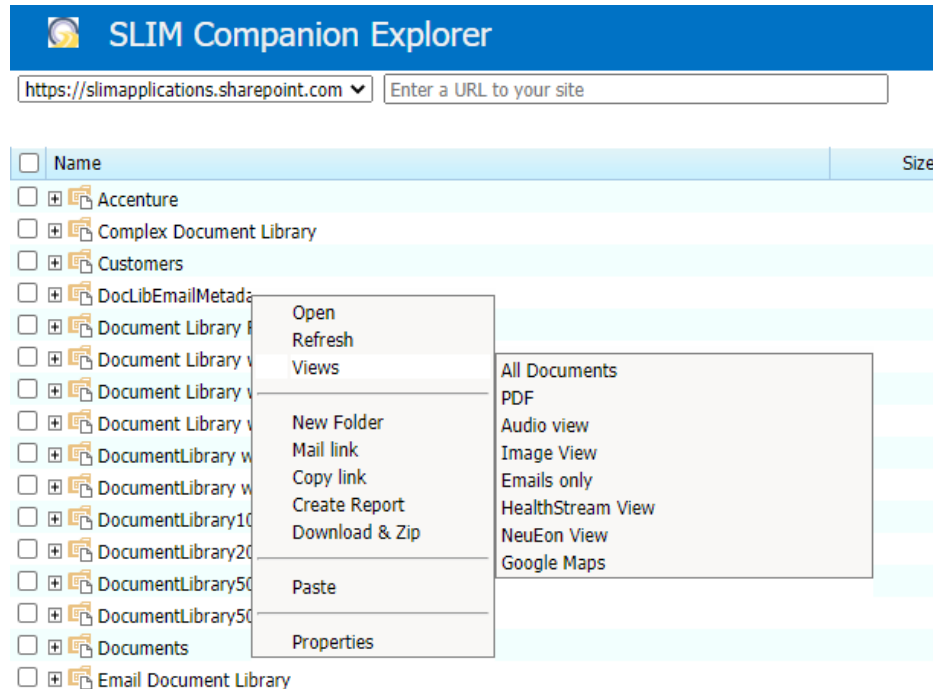 SLIM Companion Explorer
https://slimapplications.sharepoint.com Enter a URL to your site
Name Size
Accenture
Complex Document Library
Customers
DocLibEmailMetada
Document Library
Document Library
Document Library
Document Library
DocumentLibrary
DocumentLibrary
DocumentLibrary10
DocumentLibrary20
DocumentLibrary50
DocumentLibrary50
Documents
Email Document Library
Open
Refresh
Views
New Folder
Mail link
Copy link
Create Report
Download & Zip
Paste
Properties
All Documents
PDF
Audio view
Image View
Emails only
HealthStream View
NeuEon View
Google Maps